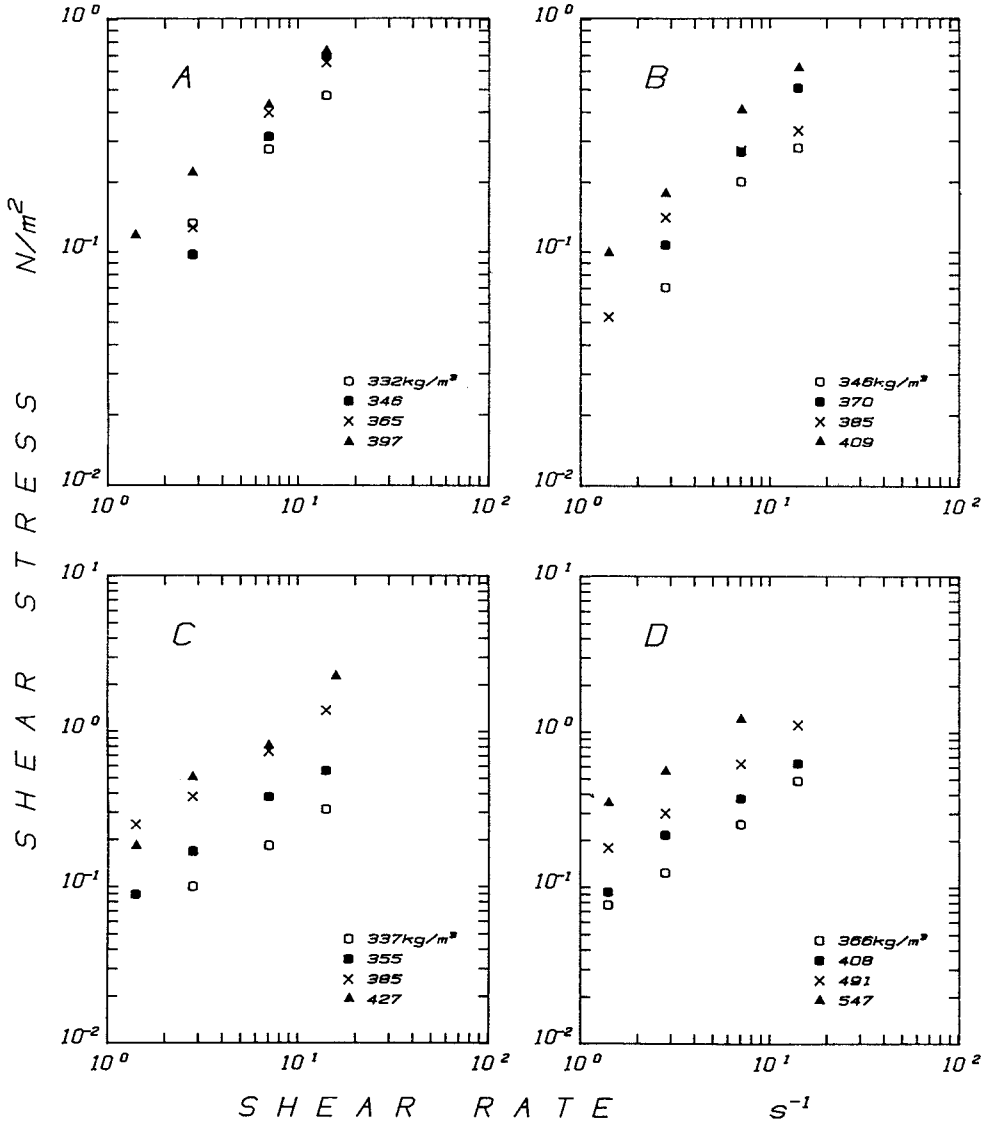 SHEAR STRESS N/m²
10⁰
10⁻¹
10⁻²
10⁰ 10¹ 10²
A
332kg/m³
346
365
397
10⁰
10⁻¹
10⁻²
10⁰ 10¹ 10²
B
346kg/m³
370
385
409
10¹
10⁰
10⁻¹
10⁻²
10⁰ 10¹ 10²
C
337kg/m³
355
385
427
10¹
10⁰
10⁻¹
10⁻²
10⁰ 10¹ 10²
D
366kg/m³
408
491
547
SHEAR RATE s⁻¹